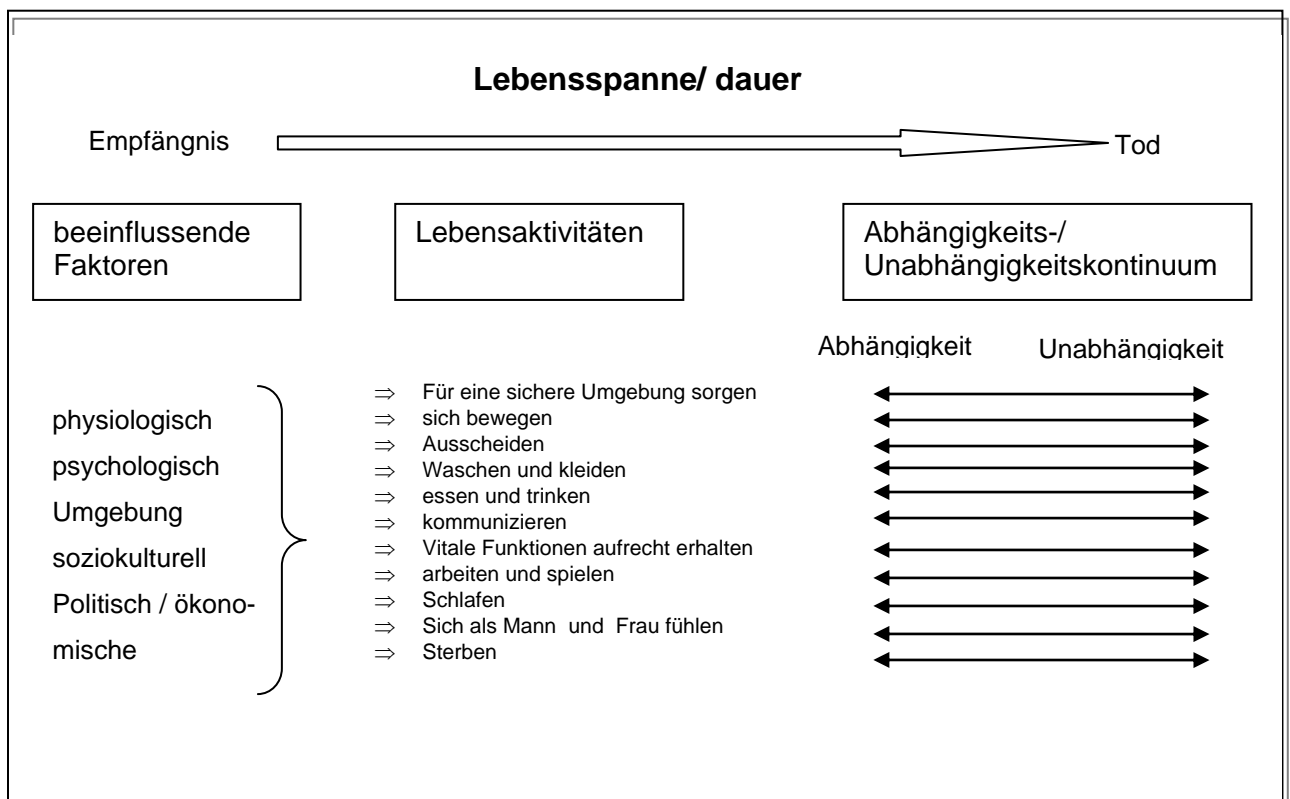 Lebensspanne/ dauer
Empfängnis
Tod
beeinflussende
Faktoren
Lebensaktivitäten
Abhängigkeits-/
Unabhängigkeitskontinuum
Abhängigkeit
Unabhängigkeit
physiologisch
psychologisch
Umgebung
soziokulturell
Politisch / ökono-
mische
⇒ Für eine sichere Umgebung sorgen
⇒ sich bewegen
⇒ Ausscheiden
⇒ Waschen und kleiden
⇒ essen und trinken
⇒ kommunizieren
⇒ Vitale Funktionen aufrecht erhalten
⇒ arbeiten und spielen
⇒ Schlafen
⇒ Sich als Mann und Frau fühlen
⇒ Sterben